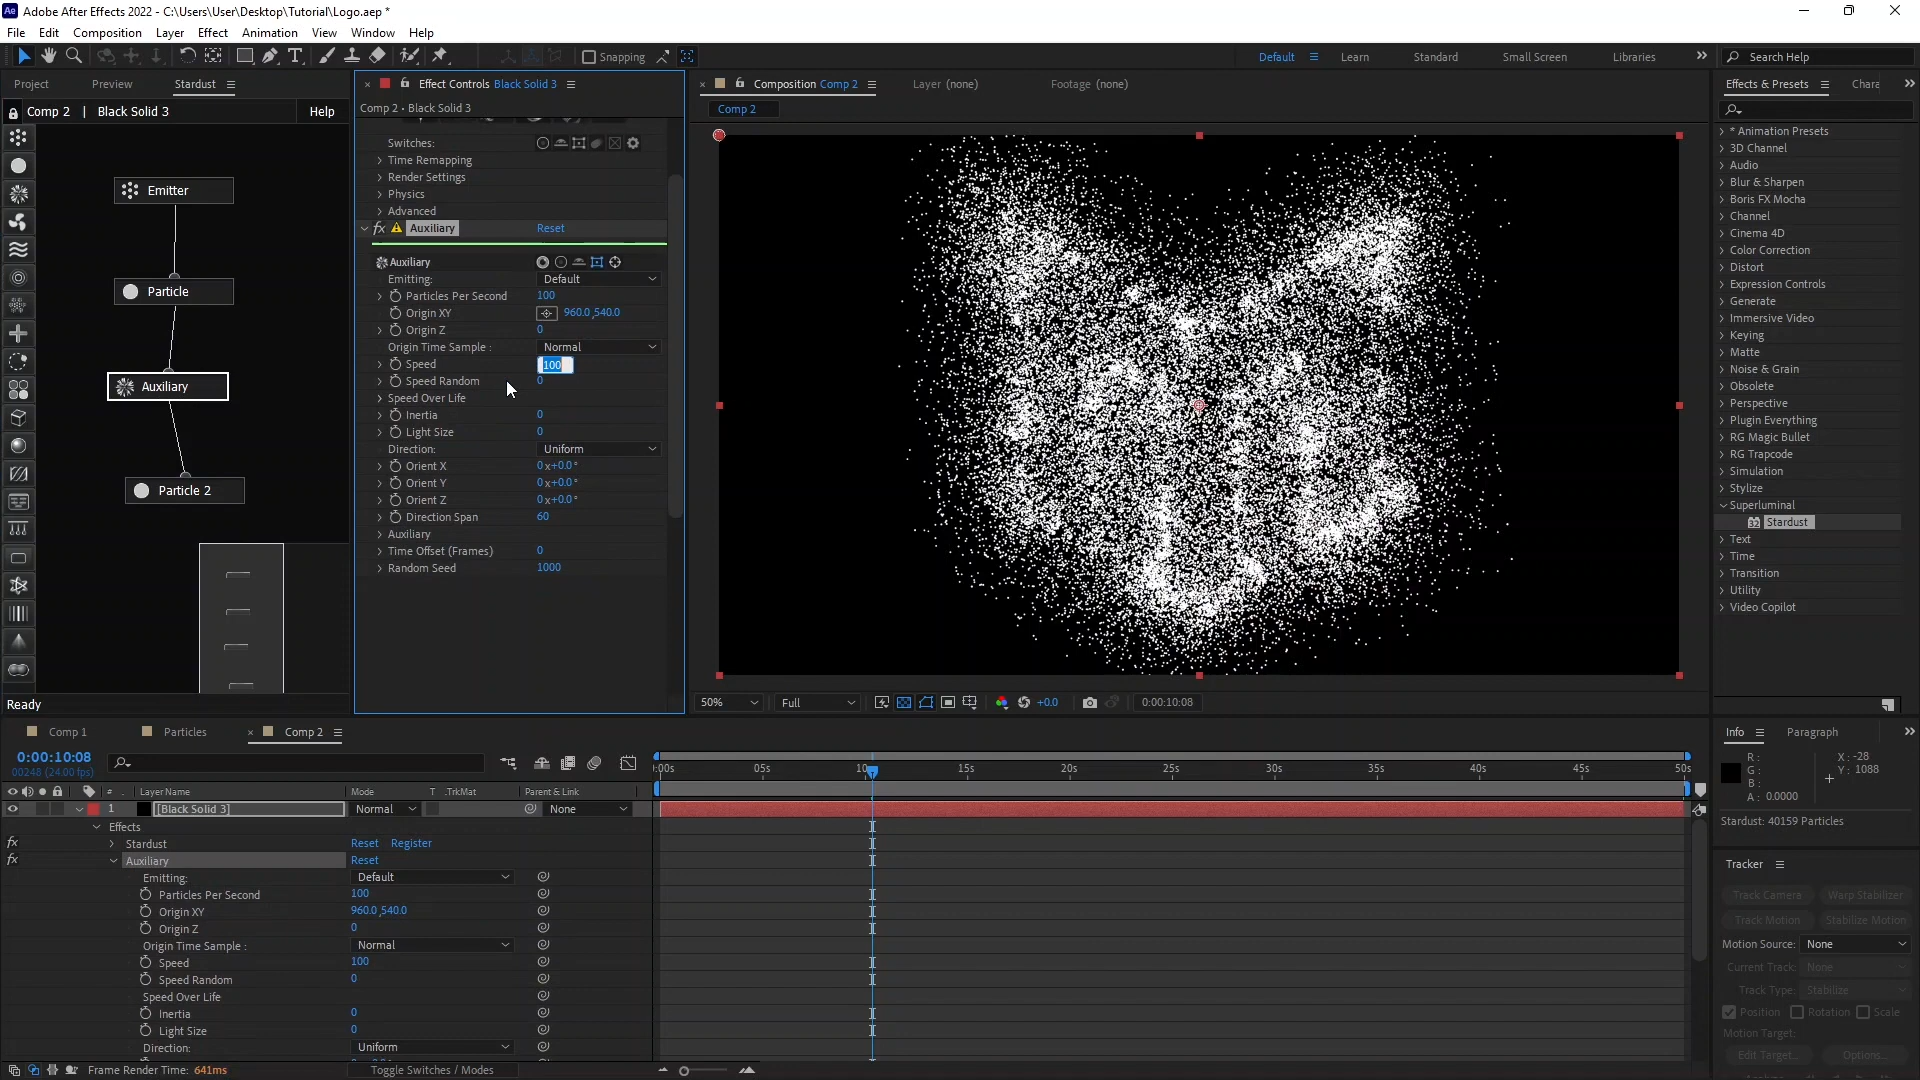 Adobe After Effects 2022 - C:\Users\User\Desktop\Tutorial\Logo.aep *
File Edit Composition Layer Effect Animation View Window Help
Snapping
Default Learn Standard Small Screen Libraries
Search Help
Project Preview Stardust
Comp 2 | Black Solid 3 Help
Emitter
Particle
Auxiliary
Particle 2
Ready
Effect Controls Black Solid 3
Comp 2 • Black Solid 3
Switches:
Time Remapping
Render Settings
Physics
Advanced
fx Auxiliary Reset
Auxiliary
Emitting: Default
Particles Per Second 100
Origin XY 960.0,540.0
Origin Z 0
Origin Time Sample : Normal
Speed 100
Speed Random 0
Speed Over Life
Inertia 0
Light Size 0
Direction: Uniform
Orient X 0x+0.0°
Orient Y 0x+0.0°
Orient Z 0x+0.0°
Direction Span 60
Auxiliary
Time Offset (Frames) 0
Random Seed 1000
Composition Comp 2 Layer (none) Footage (none)
Comp 2
50% Full +0.0 0:00:10:08
Effects & Presets Chara
* Animation Presets
3D Channel
Audio
Blur & Sharpen
Boris FX Mocha
Channel
Cinema 4D
Color Correction
Distort
Expression Controls
Generate
Immersive Video
Keying
Matte
Noise & Grain
Obsolete
Perspective
Plugin Everything
RG Magic Bullet
RG Trapcode
Simulation
Stylize
Superluminal
32 Stardust
Text
Time
Transition
Utility
Video Copilot
Comp 1 Particles Comp 2
0:00:10:08
00248 (24.00 fps)
:00s 05s 10s 15s 20s 25s 30s 35s 40s 45s 50s
# Layer Name Mode T .TrkMat Parent & Link
1 [Black Solid 3] Normal None
Effects
fx Stardust Reset Register
fx Auxiliary Reset
Emitting: Default
Particles Per Second 100
Origin XY 960.0,540.0
Origin Z 0
Origin Time Sample : Normal
Speed 100
Speed Random 0
Speed Over Life
Inertia 0
Light Size 0
Direction: Uniform
Frame Render Time: 641ms
Toggle Switches / Modes
Info Paragraph
R:
G:
B:
A: 0.0000
X: -28
Y: 1088
Stardust: 40159 Particles
Tracker
Track Camera Warp Stabilizer
Track Motion Stabilize Motion
Motion Source: None
Current Track: None
Track Type: Stabilize
Position Rotation Scale
Motion Target:
Edit Target... Options...